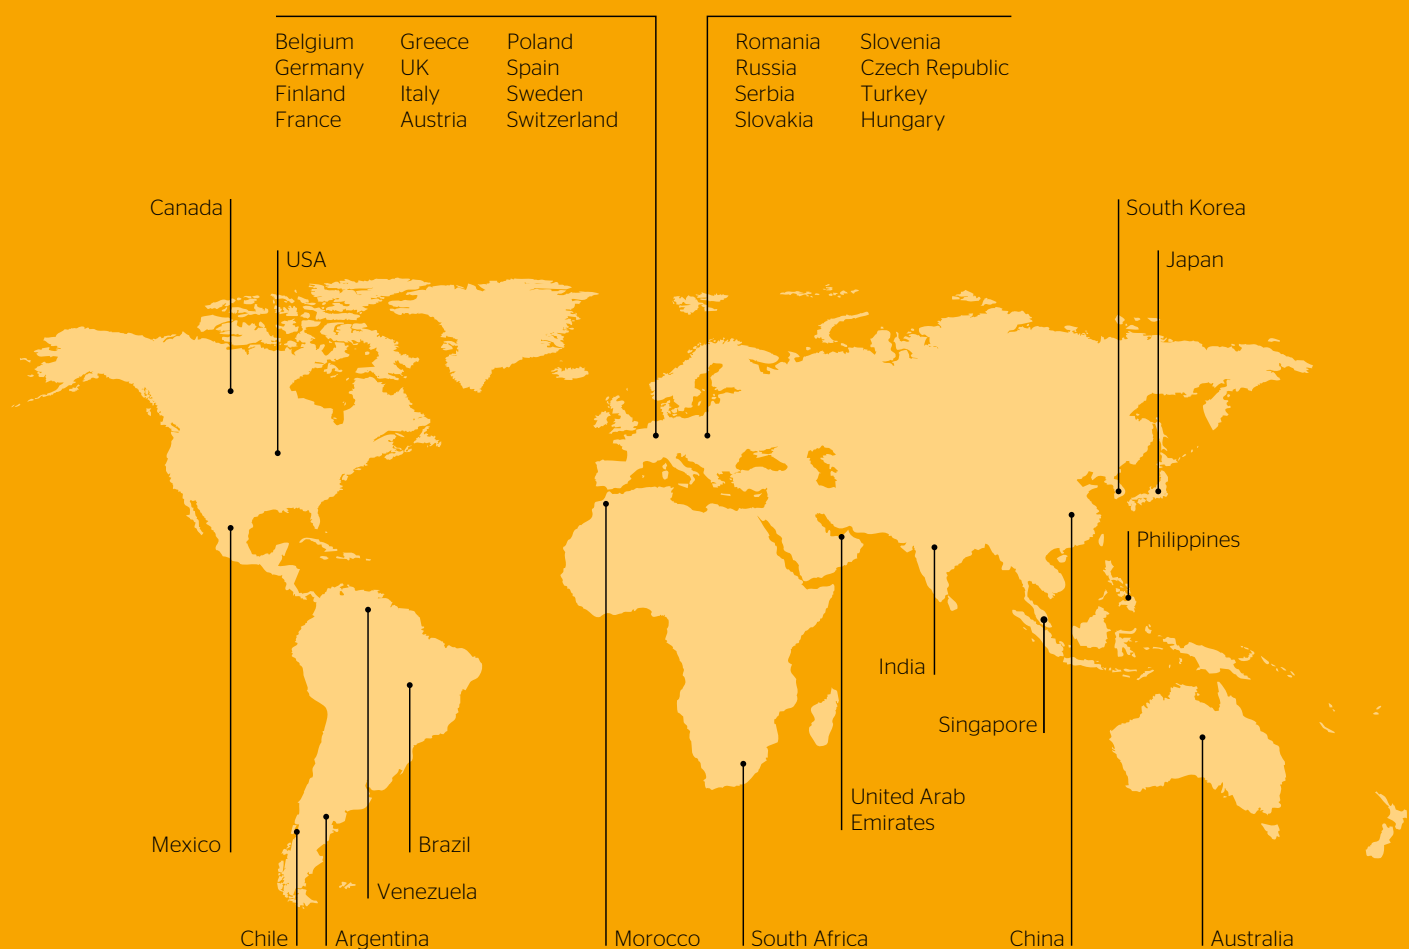 Belgium
Germany
Finland
France
Greece
UK
Italy
Austria
Poland
Spain
Sweden
Switzerland
Romania
Russia
Serbia
Slovakia
Slovenia
Czech Republic
Turkey
Hungary
Canada
South Korea
USA
Japan
Philippines
India
Singapore
United Arab
Emirates
Mexico
Brazil
Venezuela
Chile
Argentina
Morocco
South Africa
China
Australia